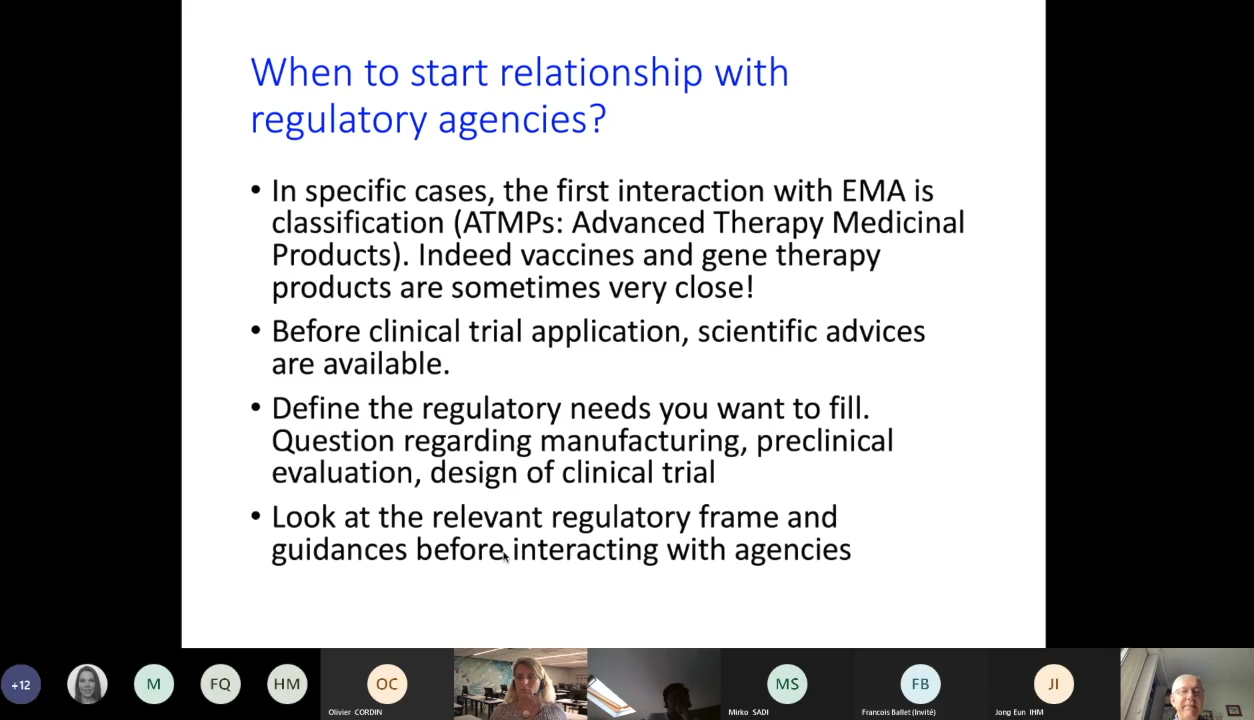 When to start relationship with
regulatory agencies?
• In specific cases, the first interaction with EMA is
classification (ATMPs: Advanced Therapy Medicinal
Products). Indeed vaccines and gene therapy
products are sometimes very close!
• Before clinical trial application, scientific advices
are available.
• Define the regulatory needs you want to fill.
Question regarding manufacturing, preclinical
evaluation, design of clinical trial
• Look at the relevant regulatory frame and
guidances before interacting with agencies
+12
M
FQ
HM
OC
MS
FB
JI
Olivier CORDIN
Mirko SADI
Francois Ballet (Invité)
Jong Eun IHM